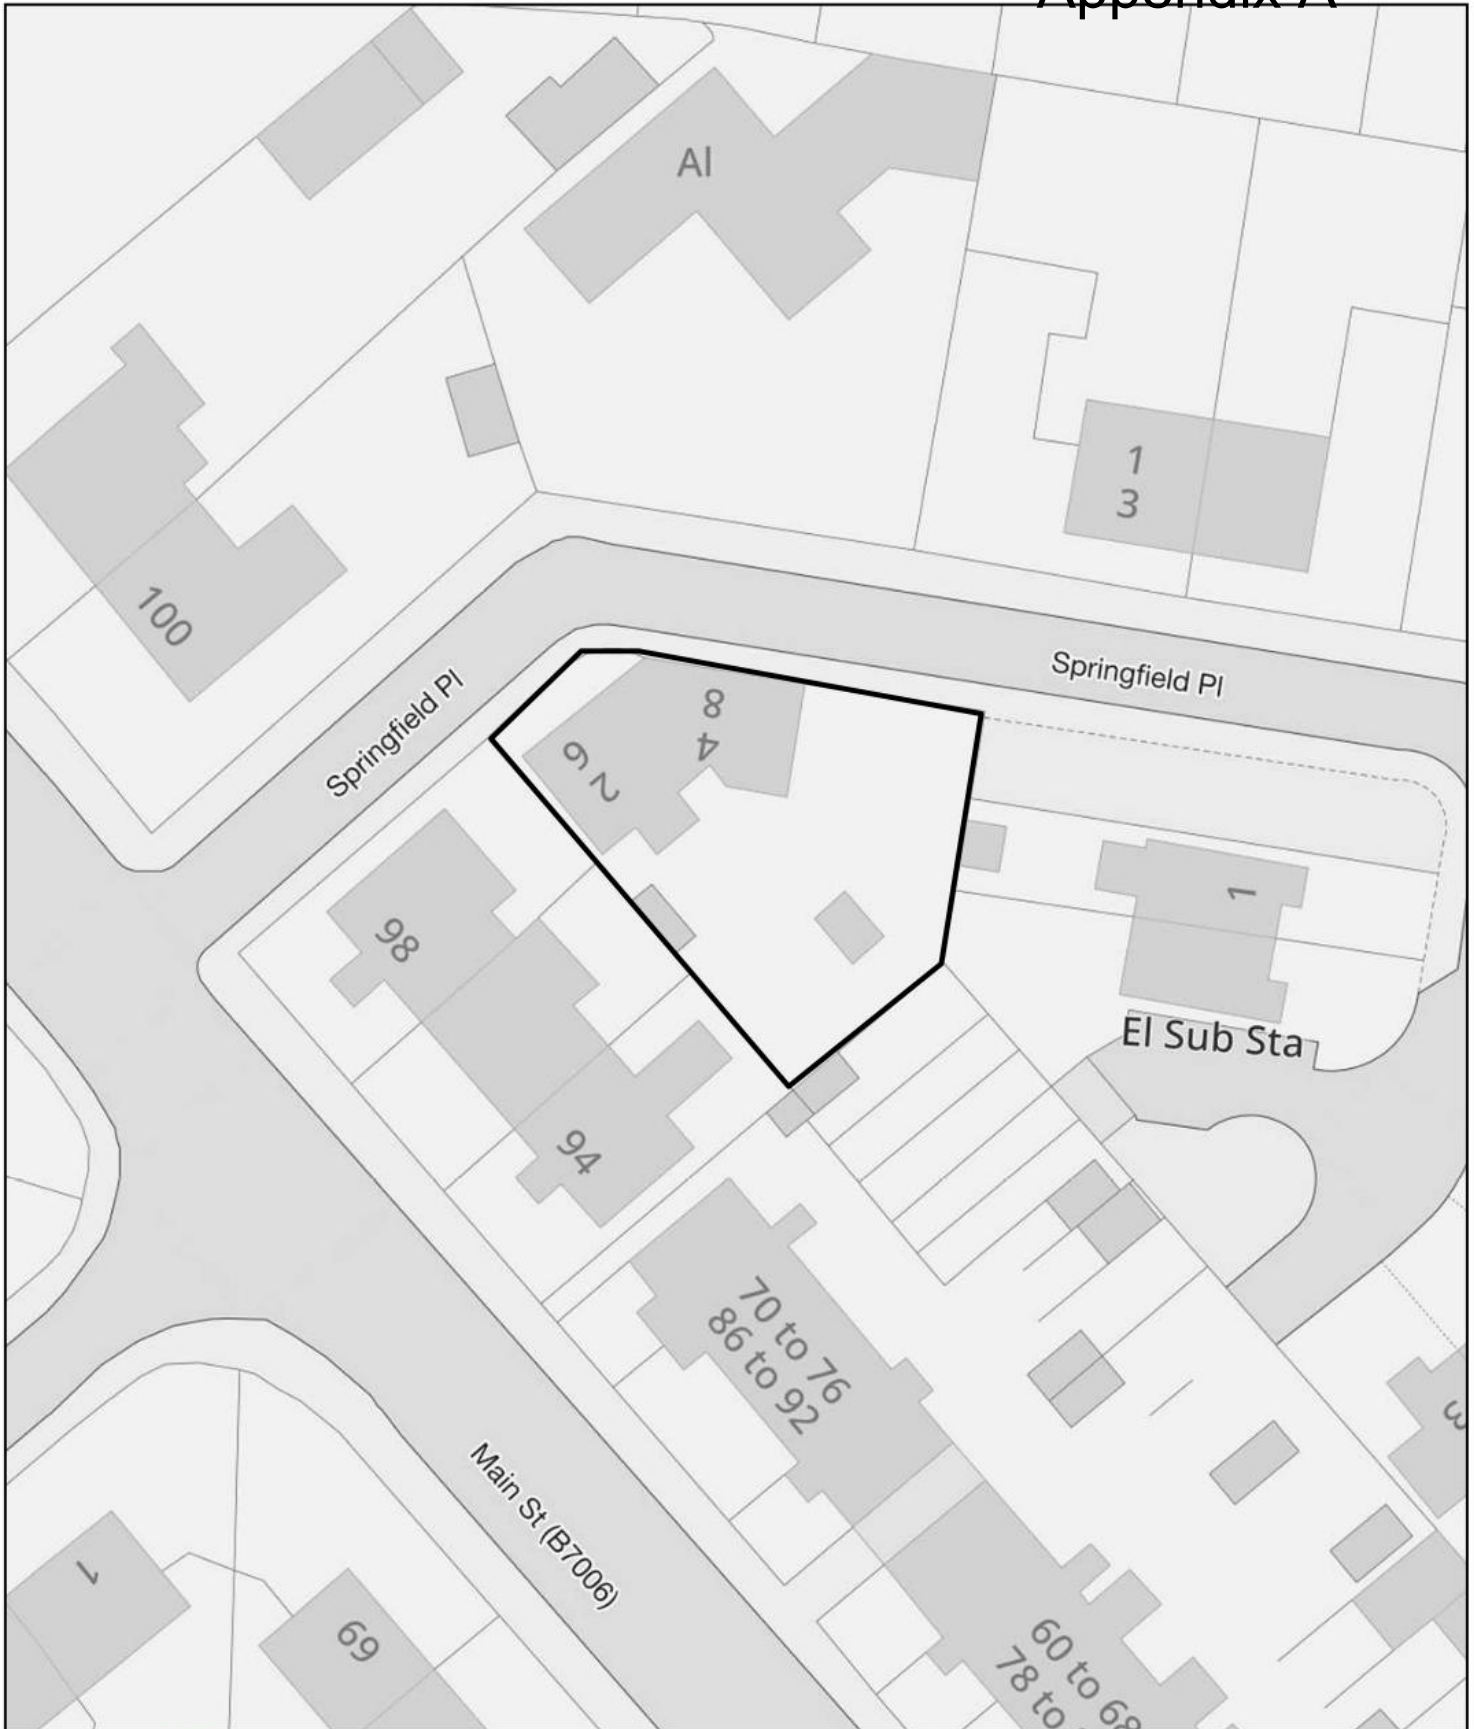 Appendix A
Al
1
3
100
Springfield Pl
Springfield Pl
8
4
6 2
1
98
El Sub Sta
94
70 to 76
86 to 92
Main St (B7006)
1
69
3
60 to 68
78 to